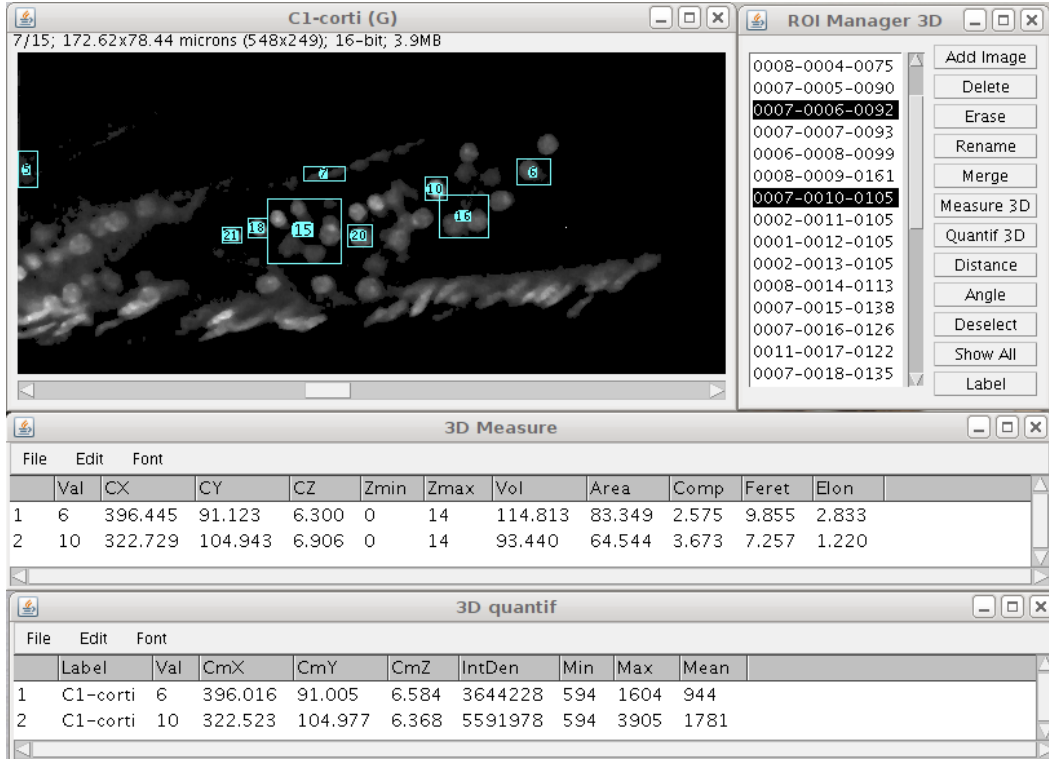 C1-corti (G)
7/15; 172.62x78.44 microns (548x249); 16-bit; 3.9MB
5
7
6
10
16
18
15
21
20
ROI Manager 3D
0008-0004-0075
0007-0005-0090
0007-0006-0092
0007-0007-0093
0006-0008-0099
0008-0009-0161
0007-0010-0105
0002-0011-0105
0001-0012-0105
0002-0013-0105
0008-0014-0113
0007-0015-0138
0007-0016-0126
0011-0017-0122
0007-0018-0135
Add Image
Delete
Erase
Rename
Merge
Measure 3D
Quantif 3D
Distance
Angle
Deselect
Show All
Label
3D Measure
File Edit Font
Val CX CY CZ Zmin Zmax Vol Area Comp Feret Elon
1 6 396.445 91.123 6.300 0 14 114.813 83.349 2.575 9.855 2.833
2 10 322.729 104.943 6.906 0 14 93.440 64.544 3.673 7.257 1.220
3D quantif
File Edit Font
Label Val CmX CmY CmZ IntDen Min Max Mean
1 C1-corti 6 396.016 91.005 6.584 3644228 594 1604 944
2 C1-corti 10 322.523 104.977 6.368 5591978 594 3905 1781